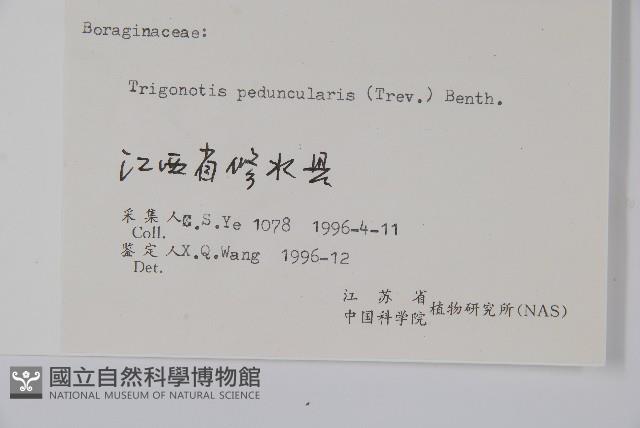 Boraginaceae:
Trigonotis peduncularis (Trev.) Benth.
江西省修水县
采集人C.S.Ye 1078 1996-4-11
Coll.
鉴定人X.Q.Wang 1996-12
Det.
江苏省
中国科学院植物研究所(NAS)
國立自然科學博物館
NATIONAL MUSEUM OF NATURAL SCIENCE